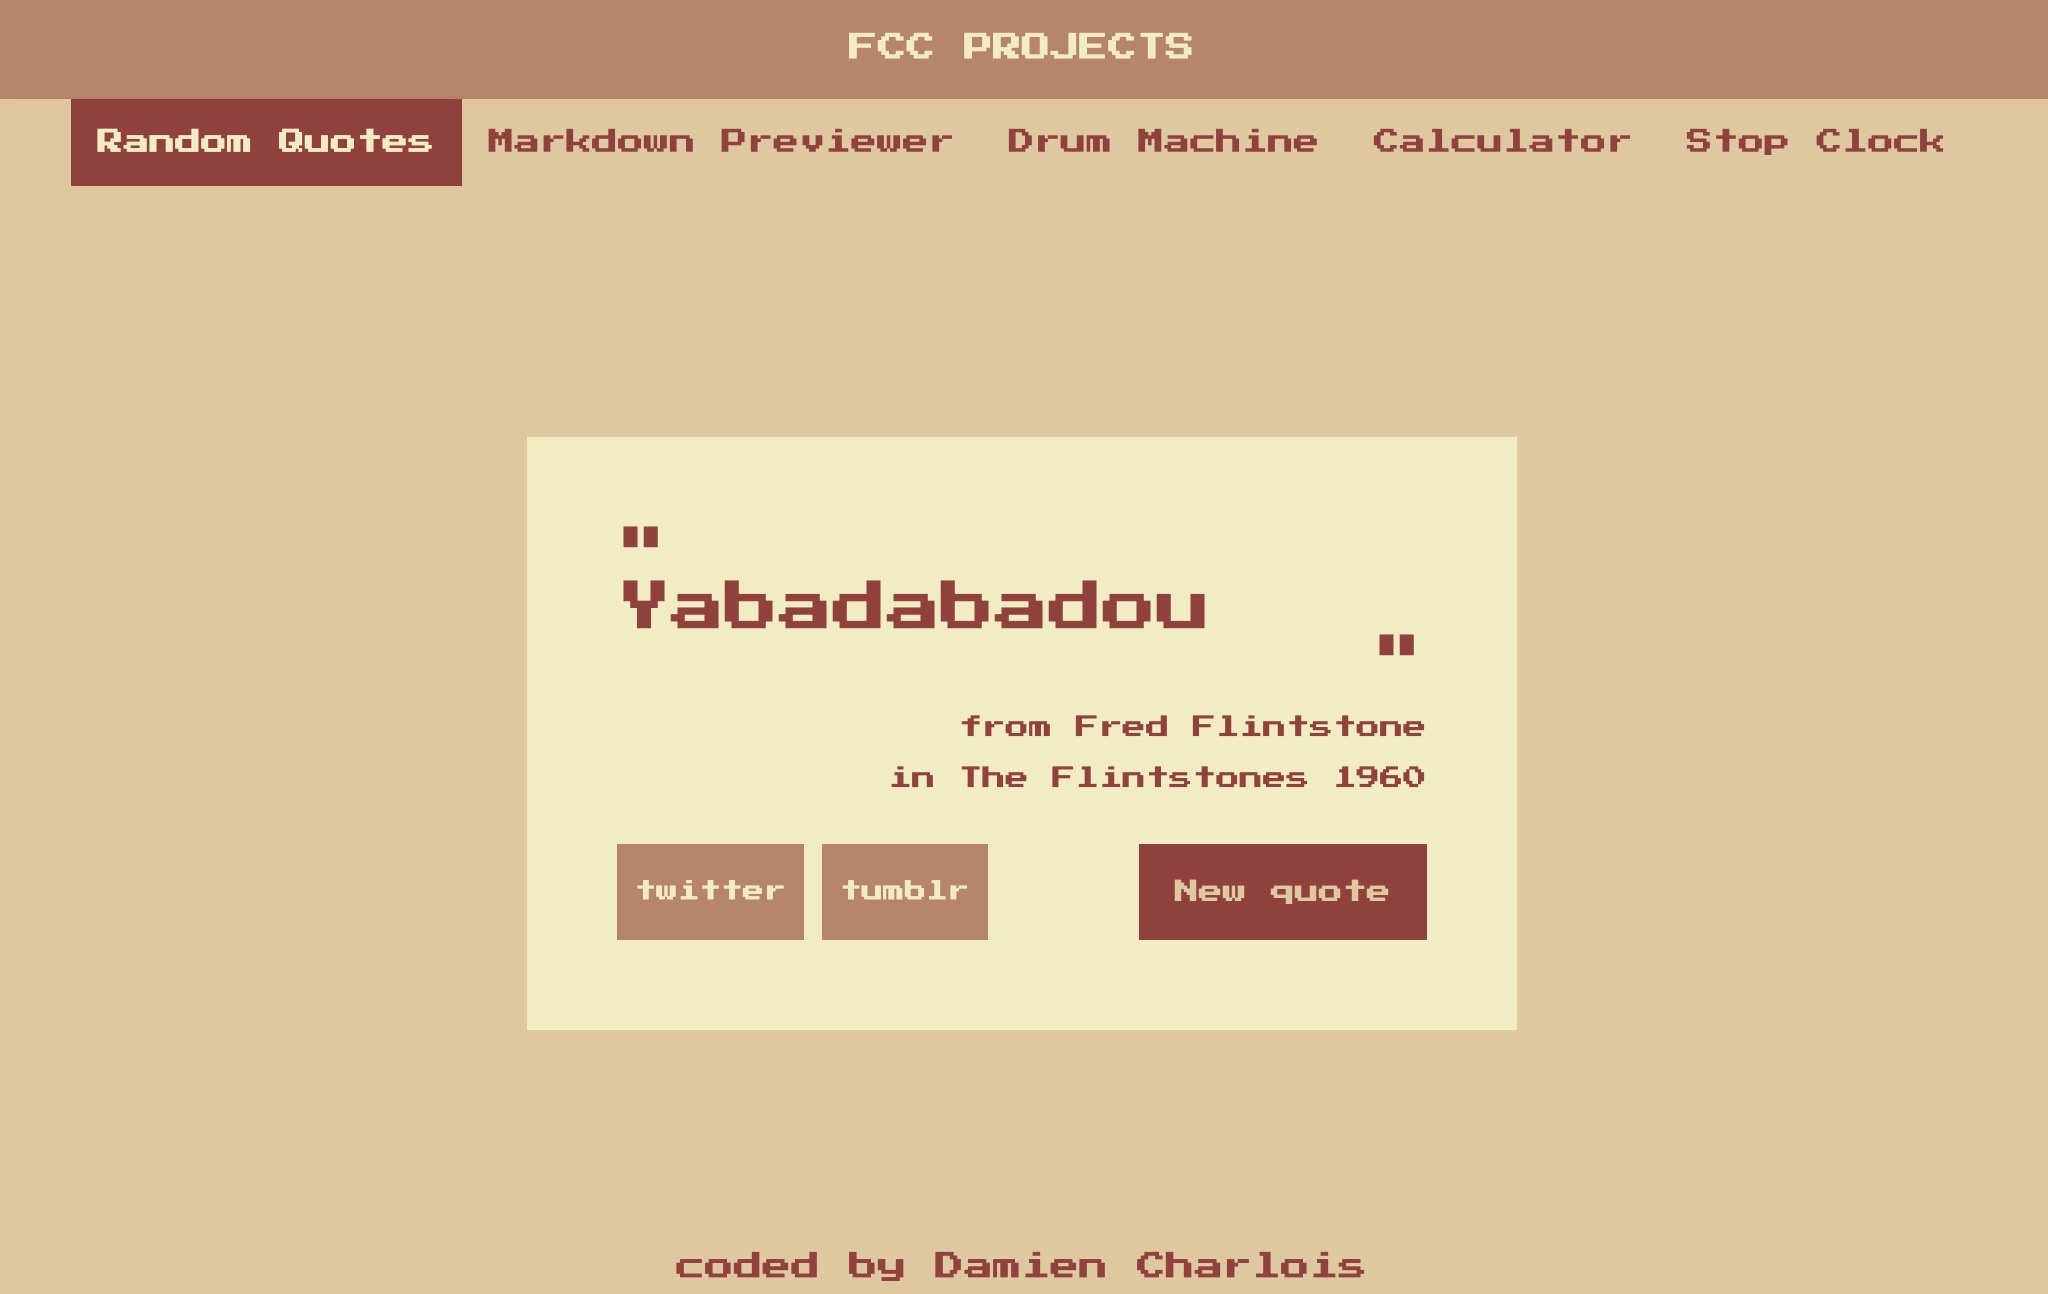 FCC PROJECTS
Random Quotes Markdown Previewer Drum Machine Calculator Stop Clock
"
Yabadabadou
"
from Fred Flintstone
in The Flintstones 1960
twitter tumblr New quote
coded by Damien Charlois